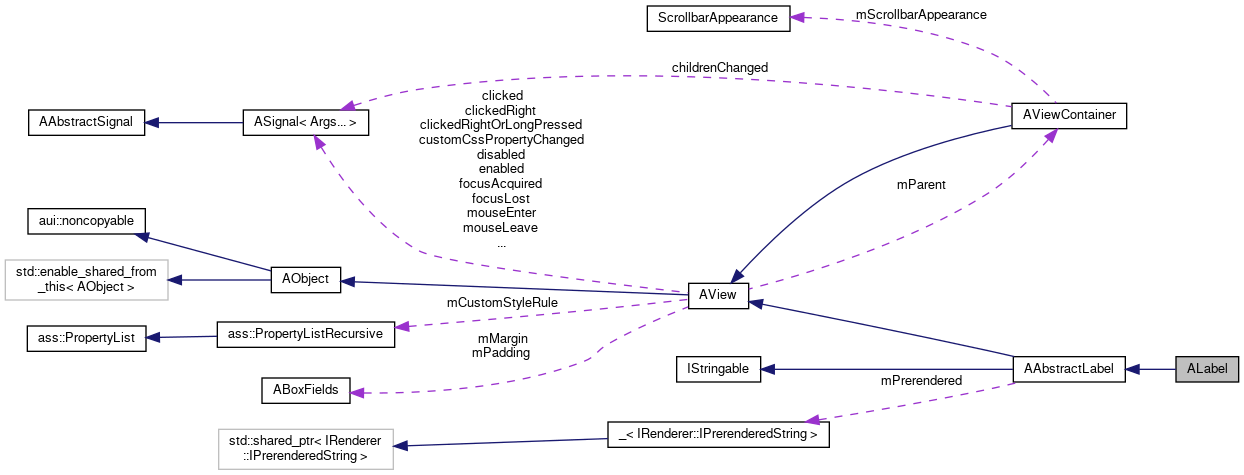 ScrollbarAppearance
mScrollbarAppearance
childrenChanged
clicked
clickedRight
clickedRightOrLongPressed
customCssPropertyChanged
disabled
enabled
focusAcquired
focusLost
mouseEnter
mouseLeave
...
AAbstractSignal
ASignal< Args... >
AViewContainer
mParent
aui::noncopyable
std::enable_shared_from
_this< AObject >
AObject
AView
mCustomStyleRule
ass::PropertyList
ass::PropertyListRecursive
mMargin
mPadding
ABoxFields
IStringable
AAbstractLabel
ALabel
mPrerendered
_< IRenderer::IPrerenderedString >
std::shared_ptr< IRenderer
::IPrerenderedString >